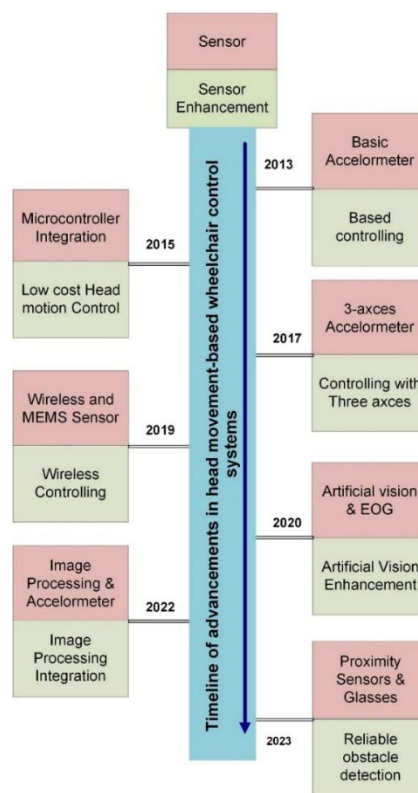 Sensor
Sensor
Enhancement
Timeline of advancements in head movement-based wheelchair control
systems
2013
Basic
Accelormeter
Based
controlling
Microcontroller
Integration
2015
Low cost Head
motion Control
3-axces
Accelormeter
2017
Controlling with
Three axces
Wireless and
MEMS Sensor
2019
Wireless
Controlling
Artificial vision
& EOG
2020
Artificial Vision
Enhancement
Image
Processing &
Accelormeter
2022
Image
Processing
Integration
Proximity
Sensors &
Glasses
2023
Reliable
obstacle
detection